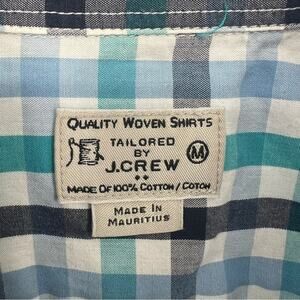 QUALITY WOVEN SHIRTS
TAILORED
BY
J.CREW
M
MADE OF 100% COTTON / COTON
MADE IN
MAURITIUS